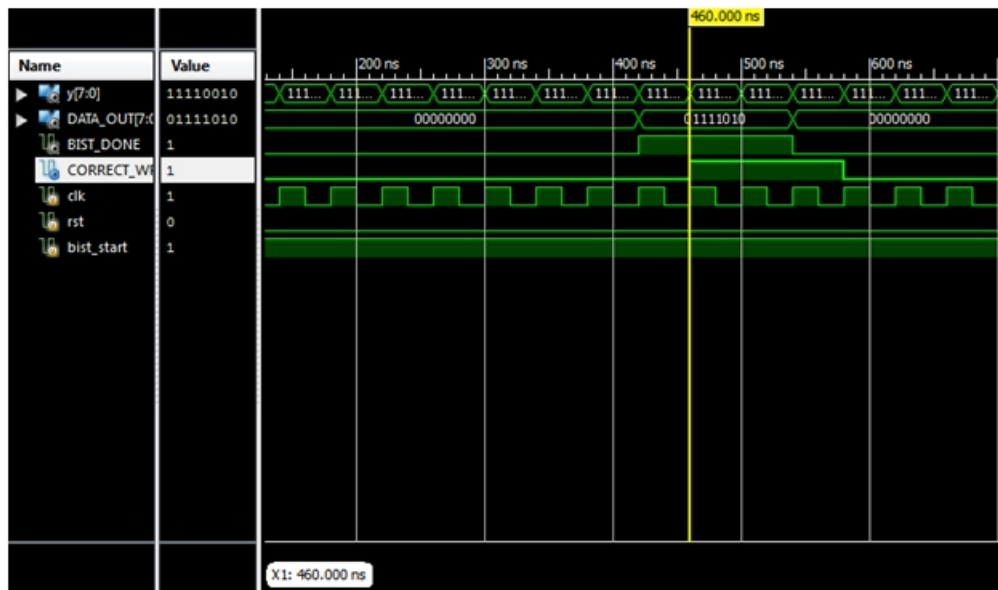 460.000 ns
Name Value
200 ns 300 ns 400 ns 500 ns 600 ns
y[7:0] 11110010 111... 111... 111... 111... 111... 111... 111... 111... 111... 111... 111... 111... 111... 111...
DATA_OUT[7:0 01111010 00000000 01111010 00000000
BIST_DONE 1
CORRECT_WR 1
clk 1
rst 0
bist_start 1
X1: 460.000 ns